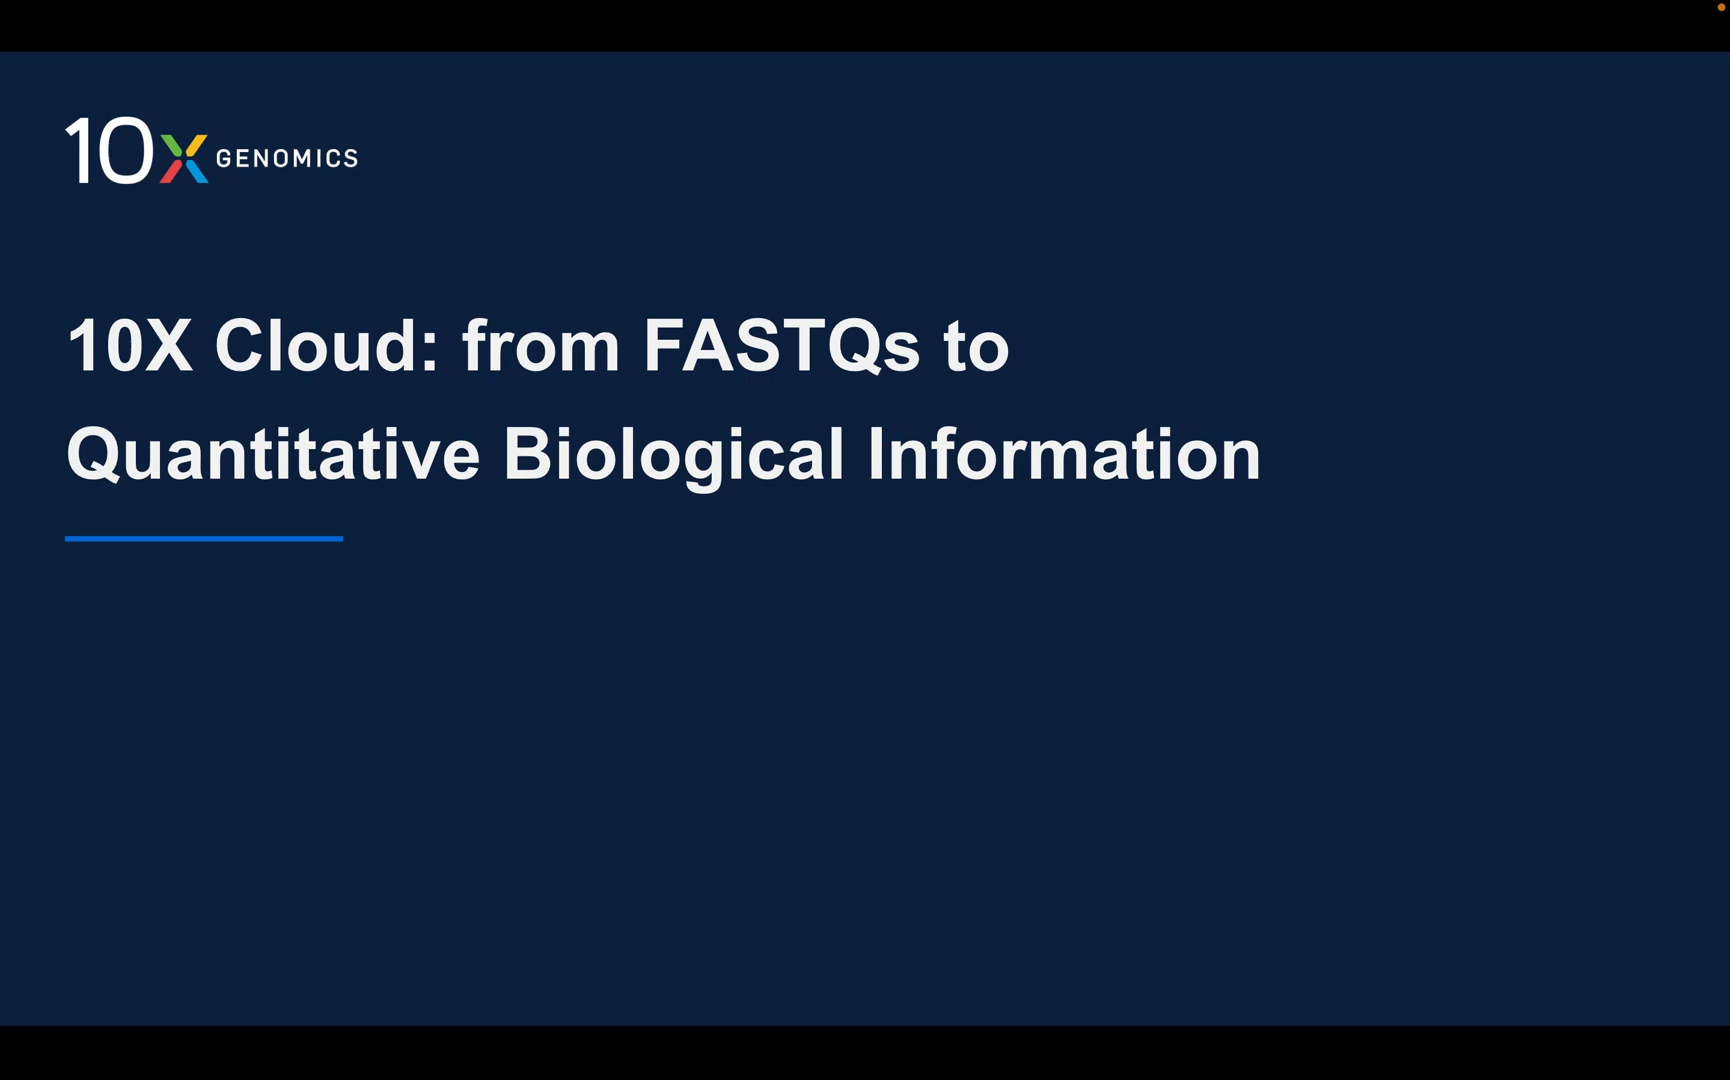 10X GENOMICS
10X Cloud: from FASTQs to
Quantitative Biological Information